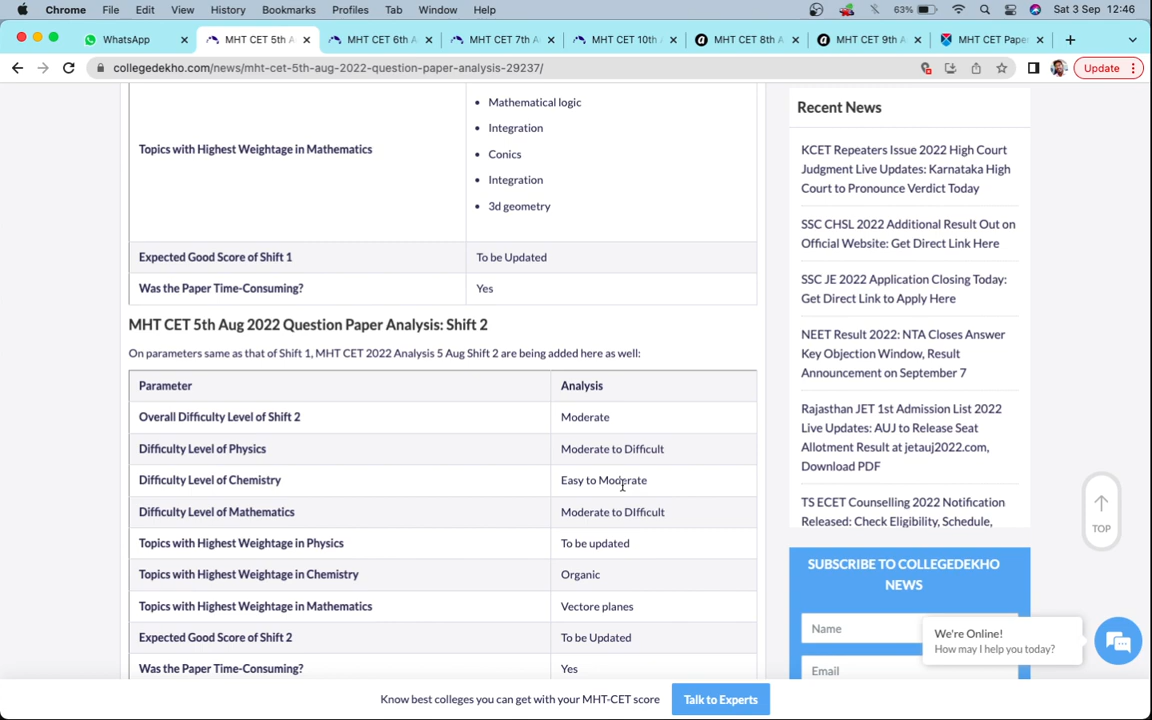 Chrome File Edit View History Bookmarks Profiles Tab Window Help 63% Sat 3 Sep 12:46
WhatsApp MHT CET 5th A MHT CET 6th A MHT CET 7th A MHT CET 10th MHT CET 8th A MHT CET 9th A MHT CET Pape
collegedekho.com/news/mht-cet-5th-aug-2022-question-paper-analysis-29237/ Update
Mathematical logic
Integration
Topics with Highest Weightage in Mathematics
Conics
Integration
3d geometry
Expected Good Score of Shift 1 To be Updated
Was the Paper Time-Consuming? Yes
MHT CET 5th Aug 2022 Question Paper Analysis: Shift 2
On parameters same as that of Shift 1, MHT CET 2022 Analysis 5 Aug Shift 2 are being added here as well:
Parameter Analysis
Overall Difficulty Level of Shift 2 Moderate
Difficulty Level of Physics Moderate to Difficult
Difficulty Level of Chemistry Easy to Moderate
Difficulty Level of Mathematics Moderate to DIfficult
Topics with Highest Weightage in Physics To be updated
Topics with Highest Weightage in Chemistry Organic
Topics with Highest Weightage in Mathematics Vectore planes
Expected Good Score of Shift 2 To be Updated
Was the Paper Time-Consuming? Yes
Recent News
KCET Repeaters Issue 2022 High Court
Judgment Live Updates: Karnataka High
Court to Pronounce Verdict Today
SSC CHSL 2022 Additional Result Out on
Official Website: Get Direct Link Here
SSC JE 2022 Application Closing Today:
Get Direct Link to Apply Here
NEET Result 2022: NTA Closes Answer
Key Objection Window, Result
Announcement on September 7
Rajasthan JET 1st Admission List 2022
Live Updates: AUJ to Release Seat
Allotment Result at jetauj2022.com,
Download PDF
TS ECET Counselling 2022 Notification
Released: Check Eligibility, Schedule,
TOP
SUBSCRIBE TO COLLEGEDEKHO
NEWS
Name
Email
We're Online!
How may I help you today?
Know best colleges you can get with your MHT-CET score Talk to Experts